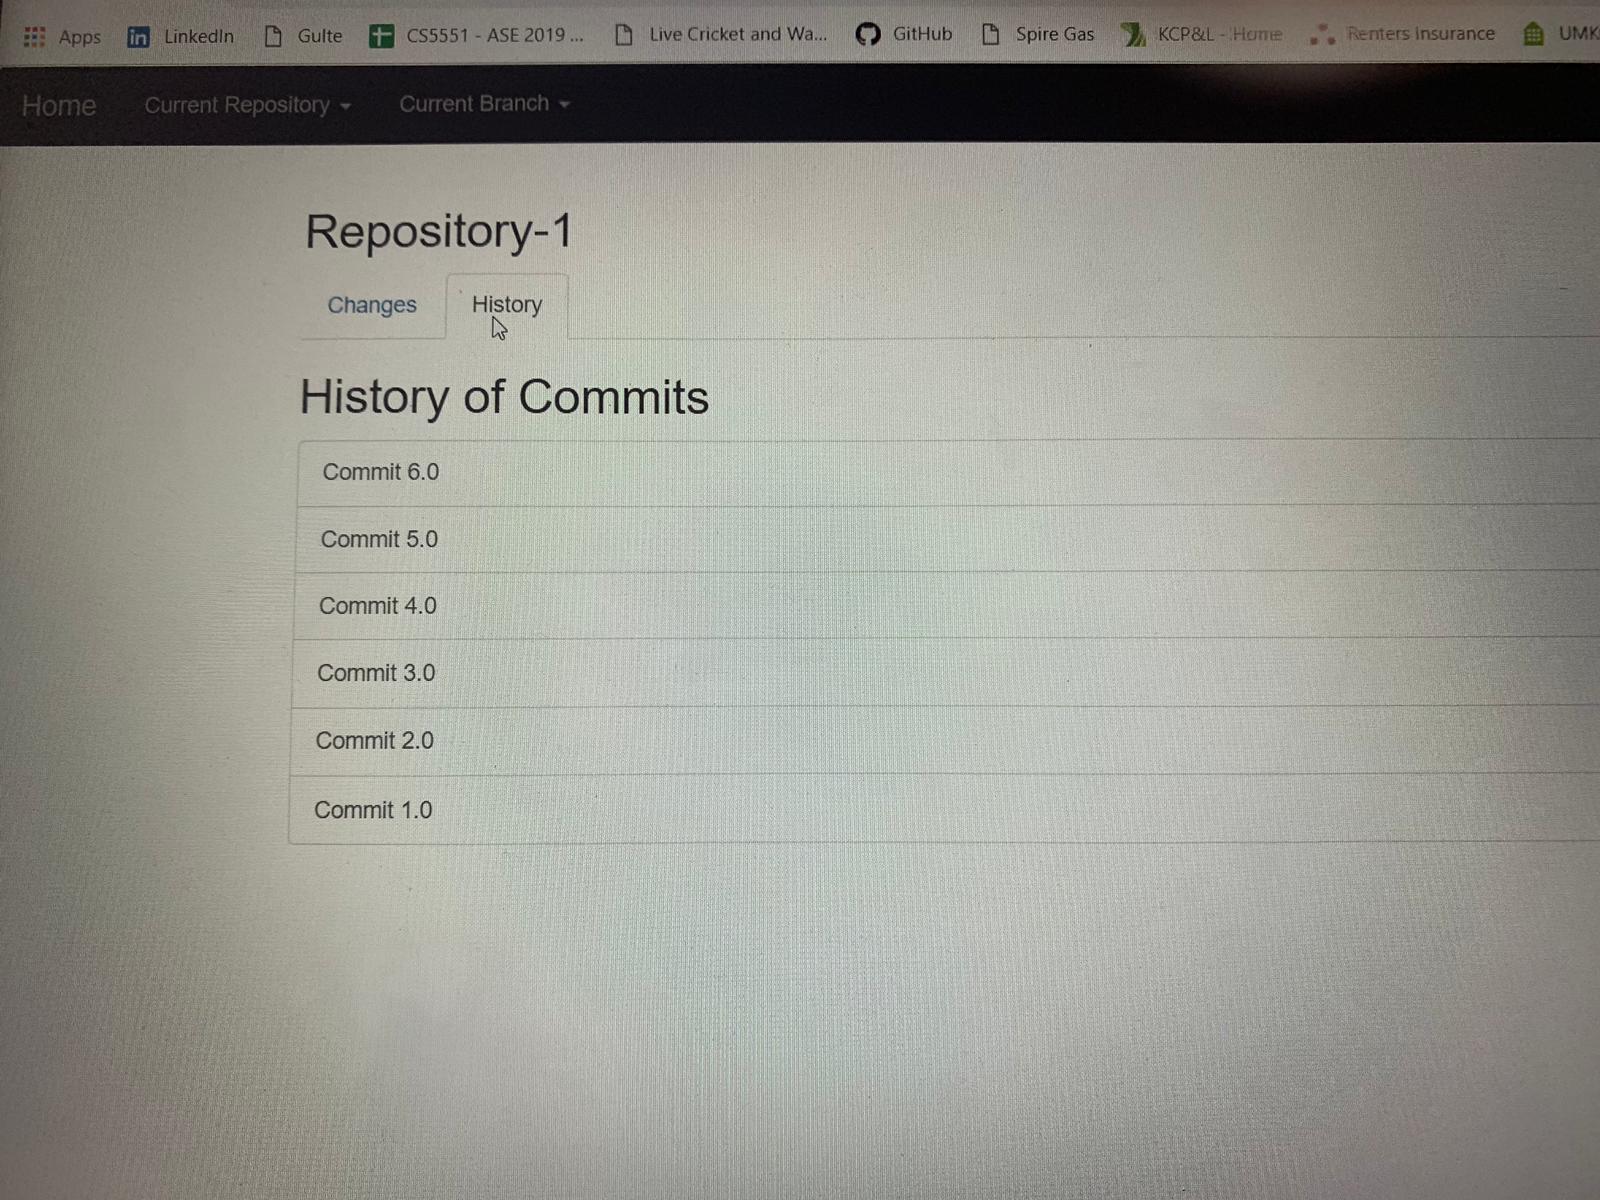 Apps LinkedIn Gulte CS5551 - ASE 2019 ... Live Cricket and Wa... GitHub Spire Gas KCP&L - :Home Renters Insurance UMK
Home Current Repository Current Branch
Repository-1
Changes History
History of Commits
Commit 6.0
Commit 5.0
Commit 4.0
Commit 3.0
Commit 2.0
Commit 1.0